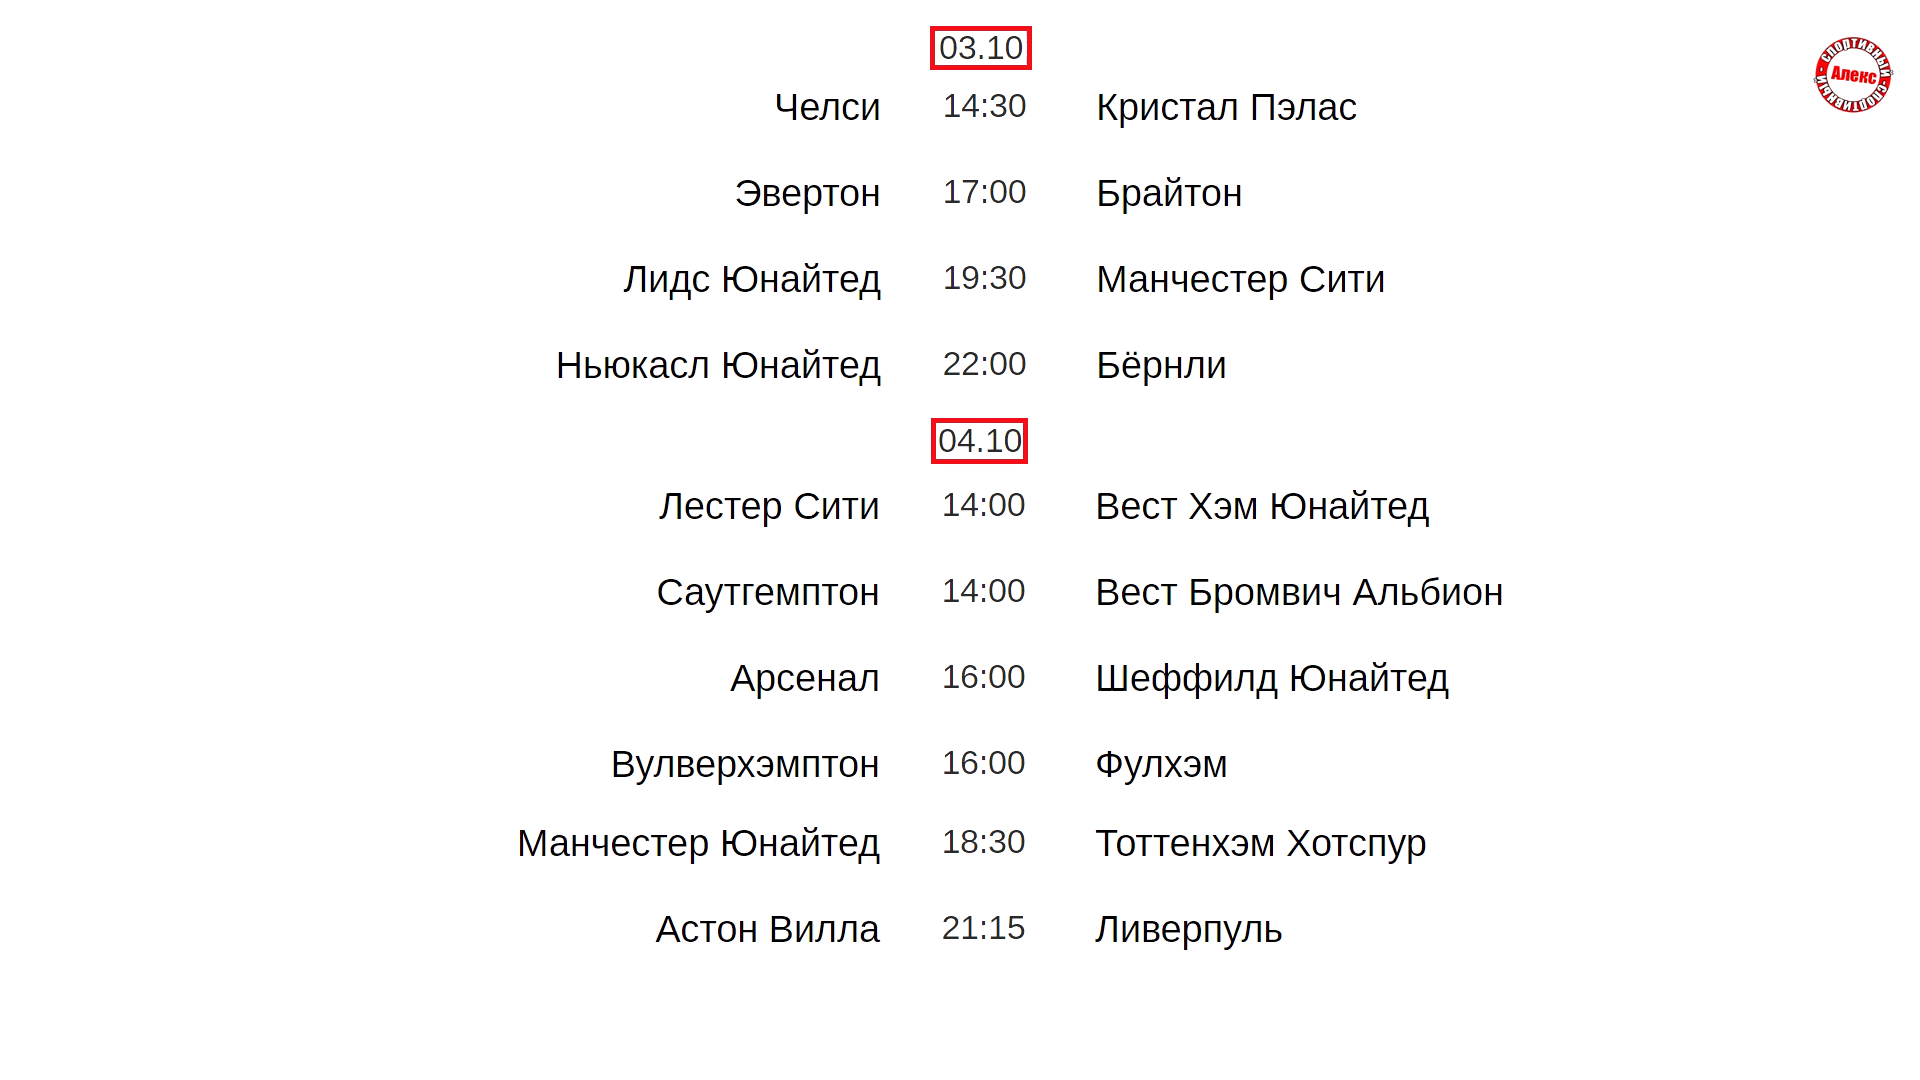 03.10
Челси 14:30 Кристал Пэлас
Эвертон 17:00 Брайтон
Лидс Юнайтед 19:30 Манчестер Сити
Ньюкасл Юнайтед 22:00 Бёрнли
04.10
Лестер Сити 14:00 Вест Хэм Юнайтед
Саутгемптон 14:00 Вест Бромвич Альбион
Арсенал 16:00 Шеффилд Юнайтед
Вулверхэмптон 16:00 Фулхэм
Манчестер Юнайтед 18:30 Тоттенхэм Хотспур
Астон Вилла 21:15 Ливерпуль
СПОРТИВНЫЙ
Алекс
СПОРТИВНЫЙ